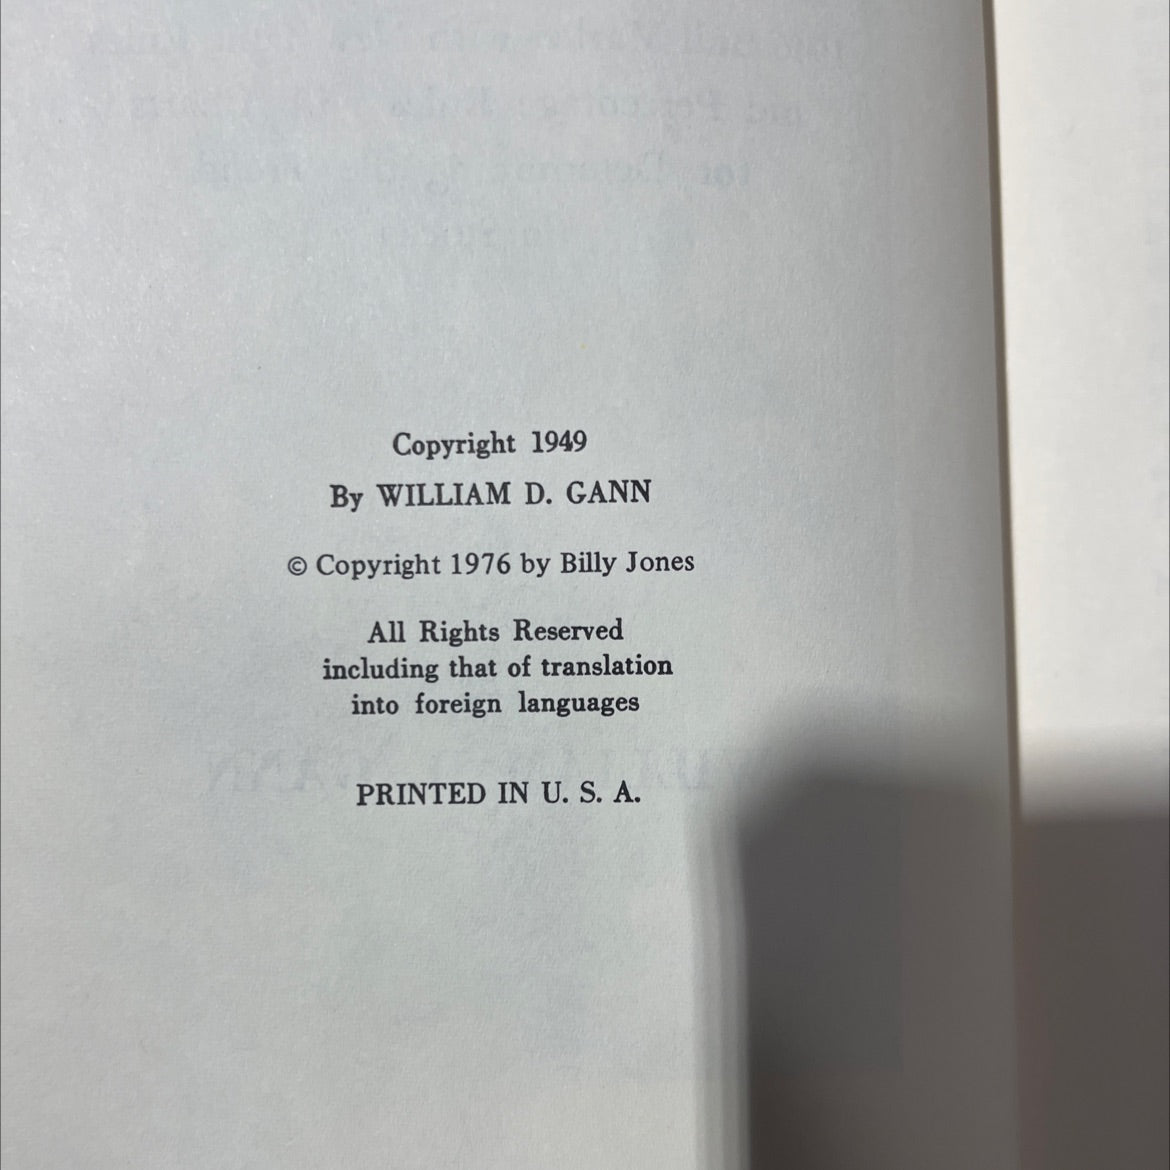 Copyright 1949
By WILLIAM D. GANN
© Copyright 1976 by Billy Jones
All Rights Reserved
including that of translation
into foreign languages
PRINTED IN U. S. A.